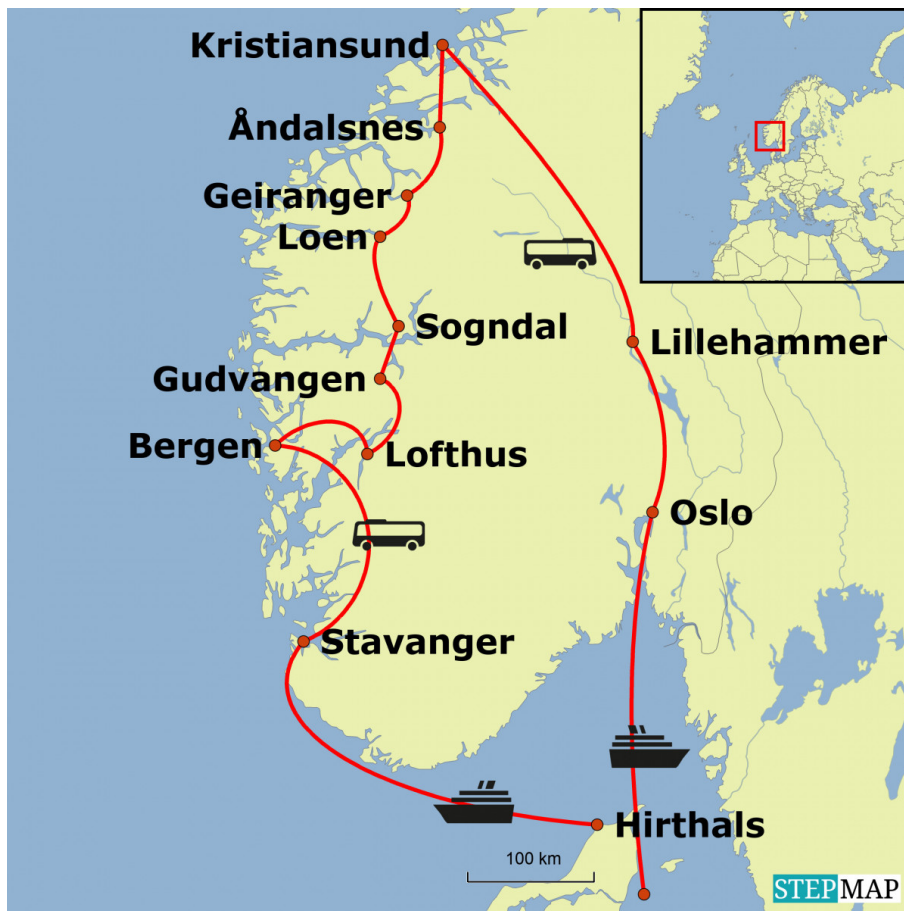 Kristiansund
Åndalsnes
Geiranger
Loen
Sogndal
Lillehammer
Gudvangen
Bergen
Lofthus
Oslo
Stavanger
Hirthals
100 km
STEPMAP